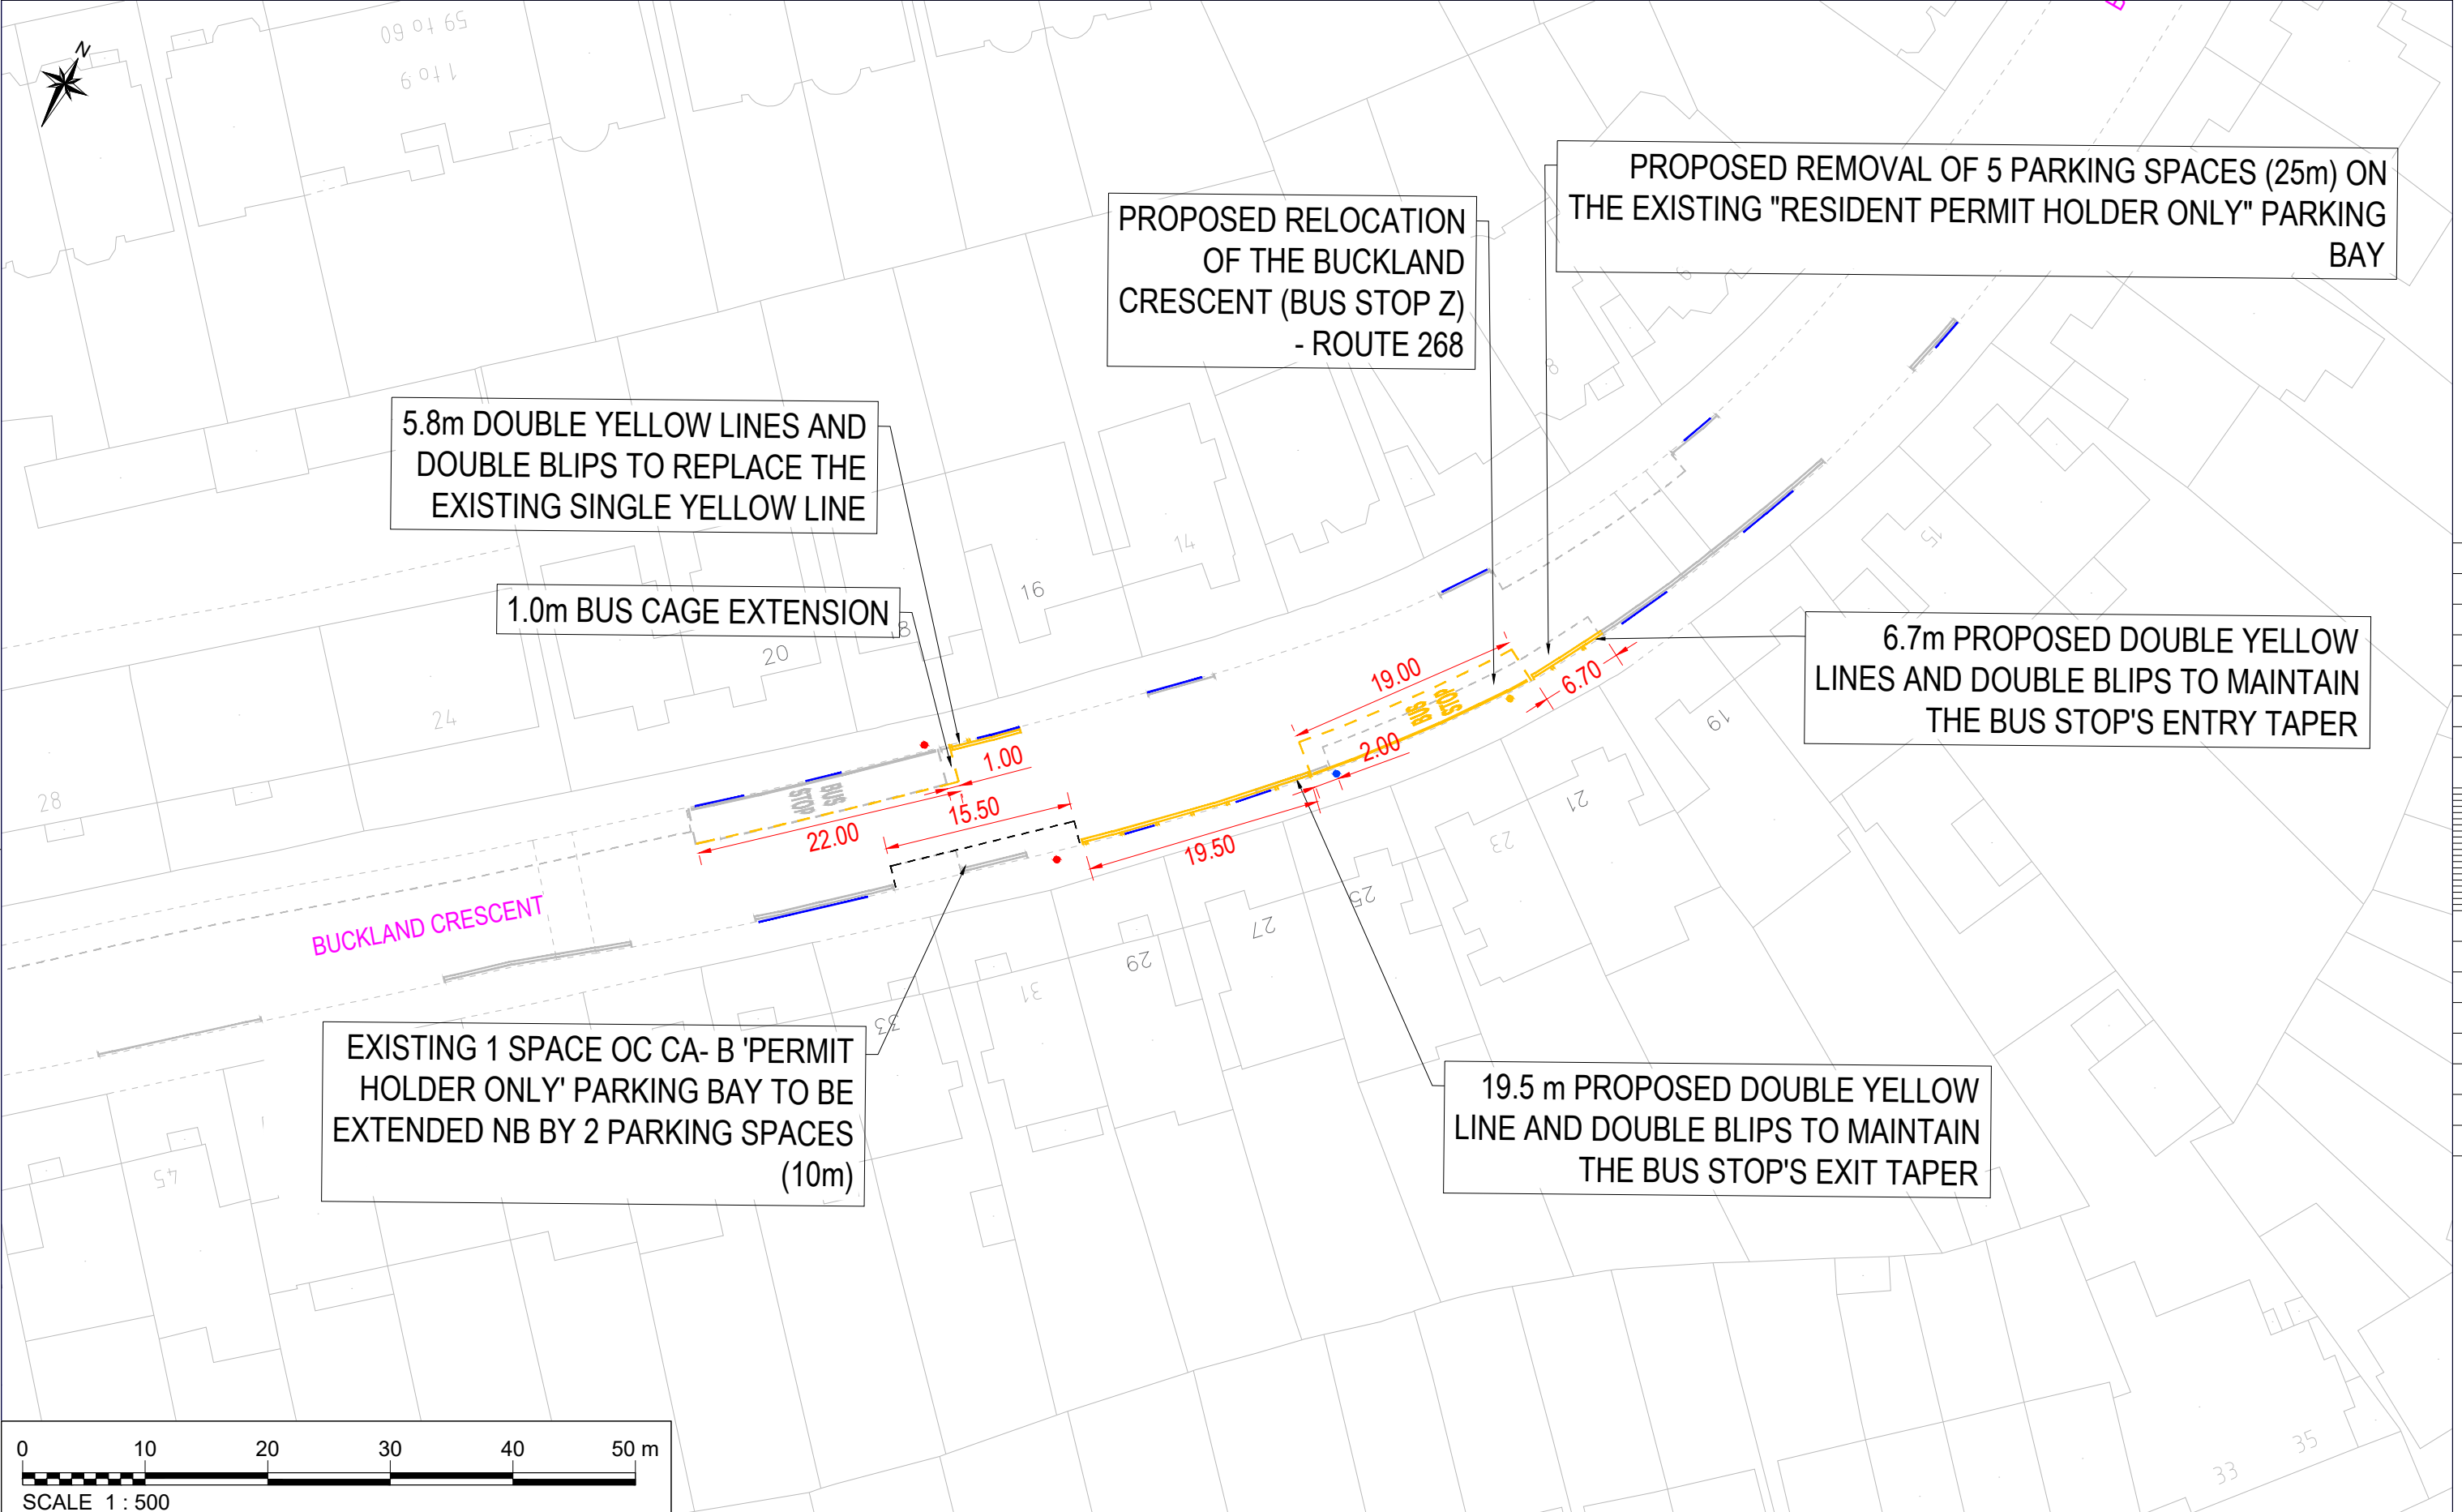 59 to 60
1 to 9
N
PROPOSED REMOVAL OF 5 PARKING SPACES (25m) ON
THE EXISTING "RESIDENT PERMIT HOLDER ONLY" PARKING
BAY
PROPOSED RELOCATION
OF THE BUCKLAND
CRESCENT (BUS STOP Z)
- ROUTE 268
5.8m DOUBLE YELLOW LINES AND
DOUBLE BLIPS TO REPLACE THE
EXISTING SINGLE YELLOW LINE
1.0m BUS CAGE EXTENSION
6.7m PROPOSED DOUBLE YELLOW
LINES AND DOUBLE BLIPS TO MAINTAIN
THE BUS STOP'S ENTRY TAPER
8
14
15
16
20
24
28
19
21
23
25
27
29
31
33
45
19.00
6.70
2.00
1.00
15.50
22.00
19.50
BUS
STOP
BUS
STOP
BUCKLAND CRESCENT
EXISTING 1 SPACE OC CA- B 'PERMIT
HOLDER ONLY' PARKING BAY TO BE
EXTENDED NB BY 2 PARKING SPACES
(10m)
19.5 m PROPOSED DOUBLE YELLOW
LINE AND DOUBLE BLIPS TO MAINTAIN
THE BUS STOP'S EXIT TAPER
33
35
0 10 20 30 40 50 m
SCALE 1 : 500